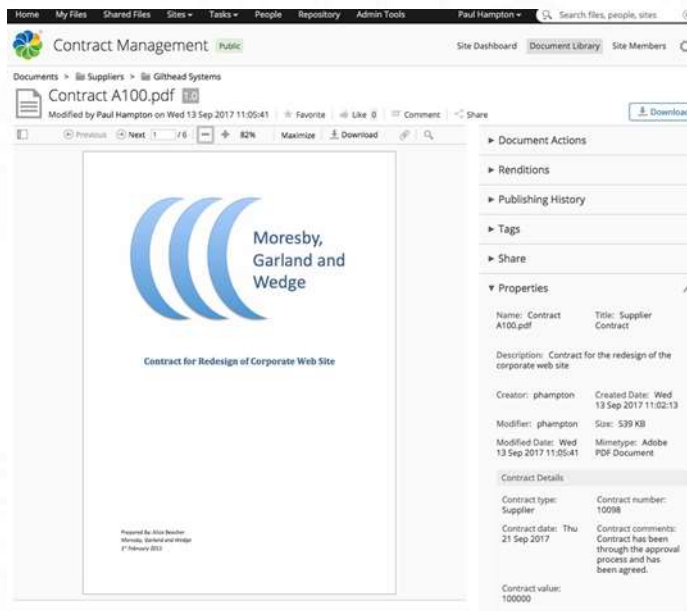 Home My Files Shared Files Sites Tasks People Repository Admin Tools Paul Hampton Search files, people, sites
Contract Management Public Site Dashboard Document Library Site Members
Documents > Suppliers > Gilthead Systems
Contract A100.pdf 1.0
Modified by Paul Hampton on Wed 13 Sep 2017 11:05:41 Favorite Like 0 Comment Share
Download
Previous Next 1 / 6 82% Maximize Download
Moresby,
Garland and
Wedge
Contract for Redesign of Corporate Web Site
Prepared By: Alice Beecher
Moresby, Garland and Wedge
1st February 2011
Document Actions
Renditions
Publishing History
Tags
Share
Properties
Name: Contract
A100.pdf
Title: Supplier
Contract
Description: Contract for the redesign of the
corporate web site
Creator: phampton
Created Date: Wed
13 Sep 2017 11:02:13
Modifier: phampton
Size: 539 KB
Modified Date: Wed
13 Sep 2017 11:05:41
Mimetype: Adobe
PDF Document
Contract Details
Contract type:
Supplier
Contract number:
10098
Contract date: Thu
21 Sep 2017
Contract comments:
Contract has been
through the approval
process and has
been agreed.
Contract value:
100000